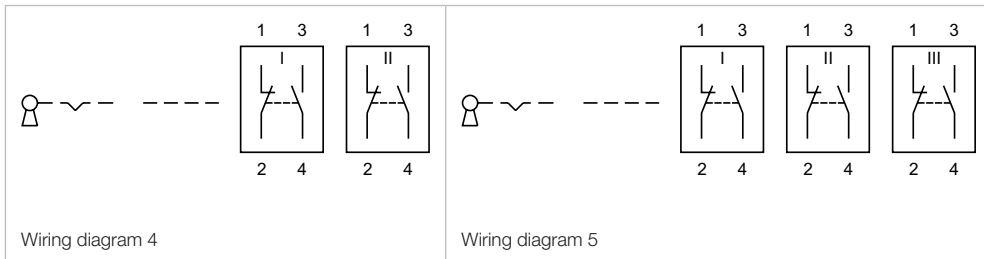 1 3 1 3
I II
2 4 2 4
Wiring diagram 4
1 3 1 3 1 3
I II III
2 4 2 4 2 4
Wiring diagram 5